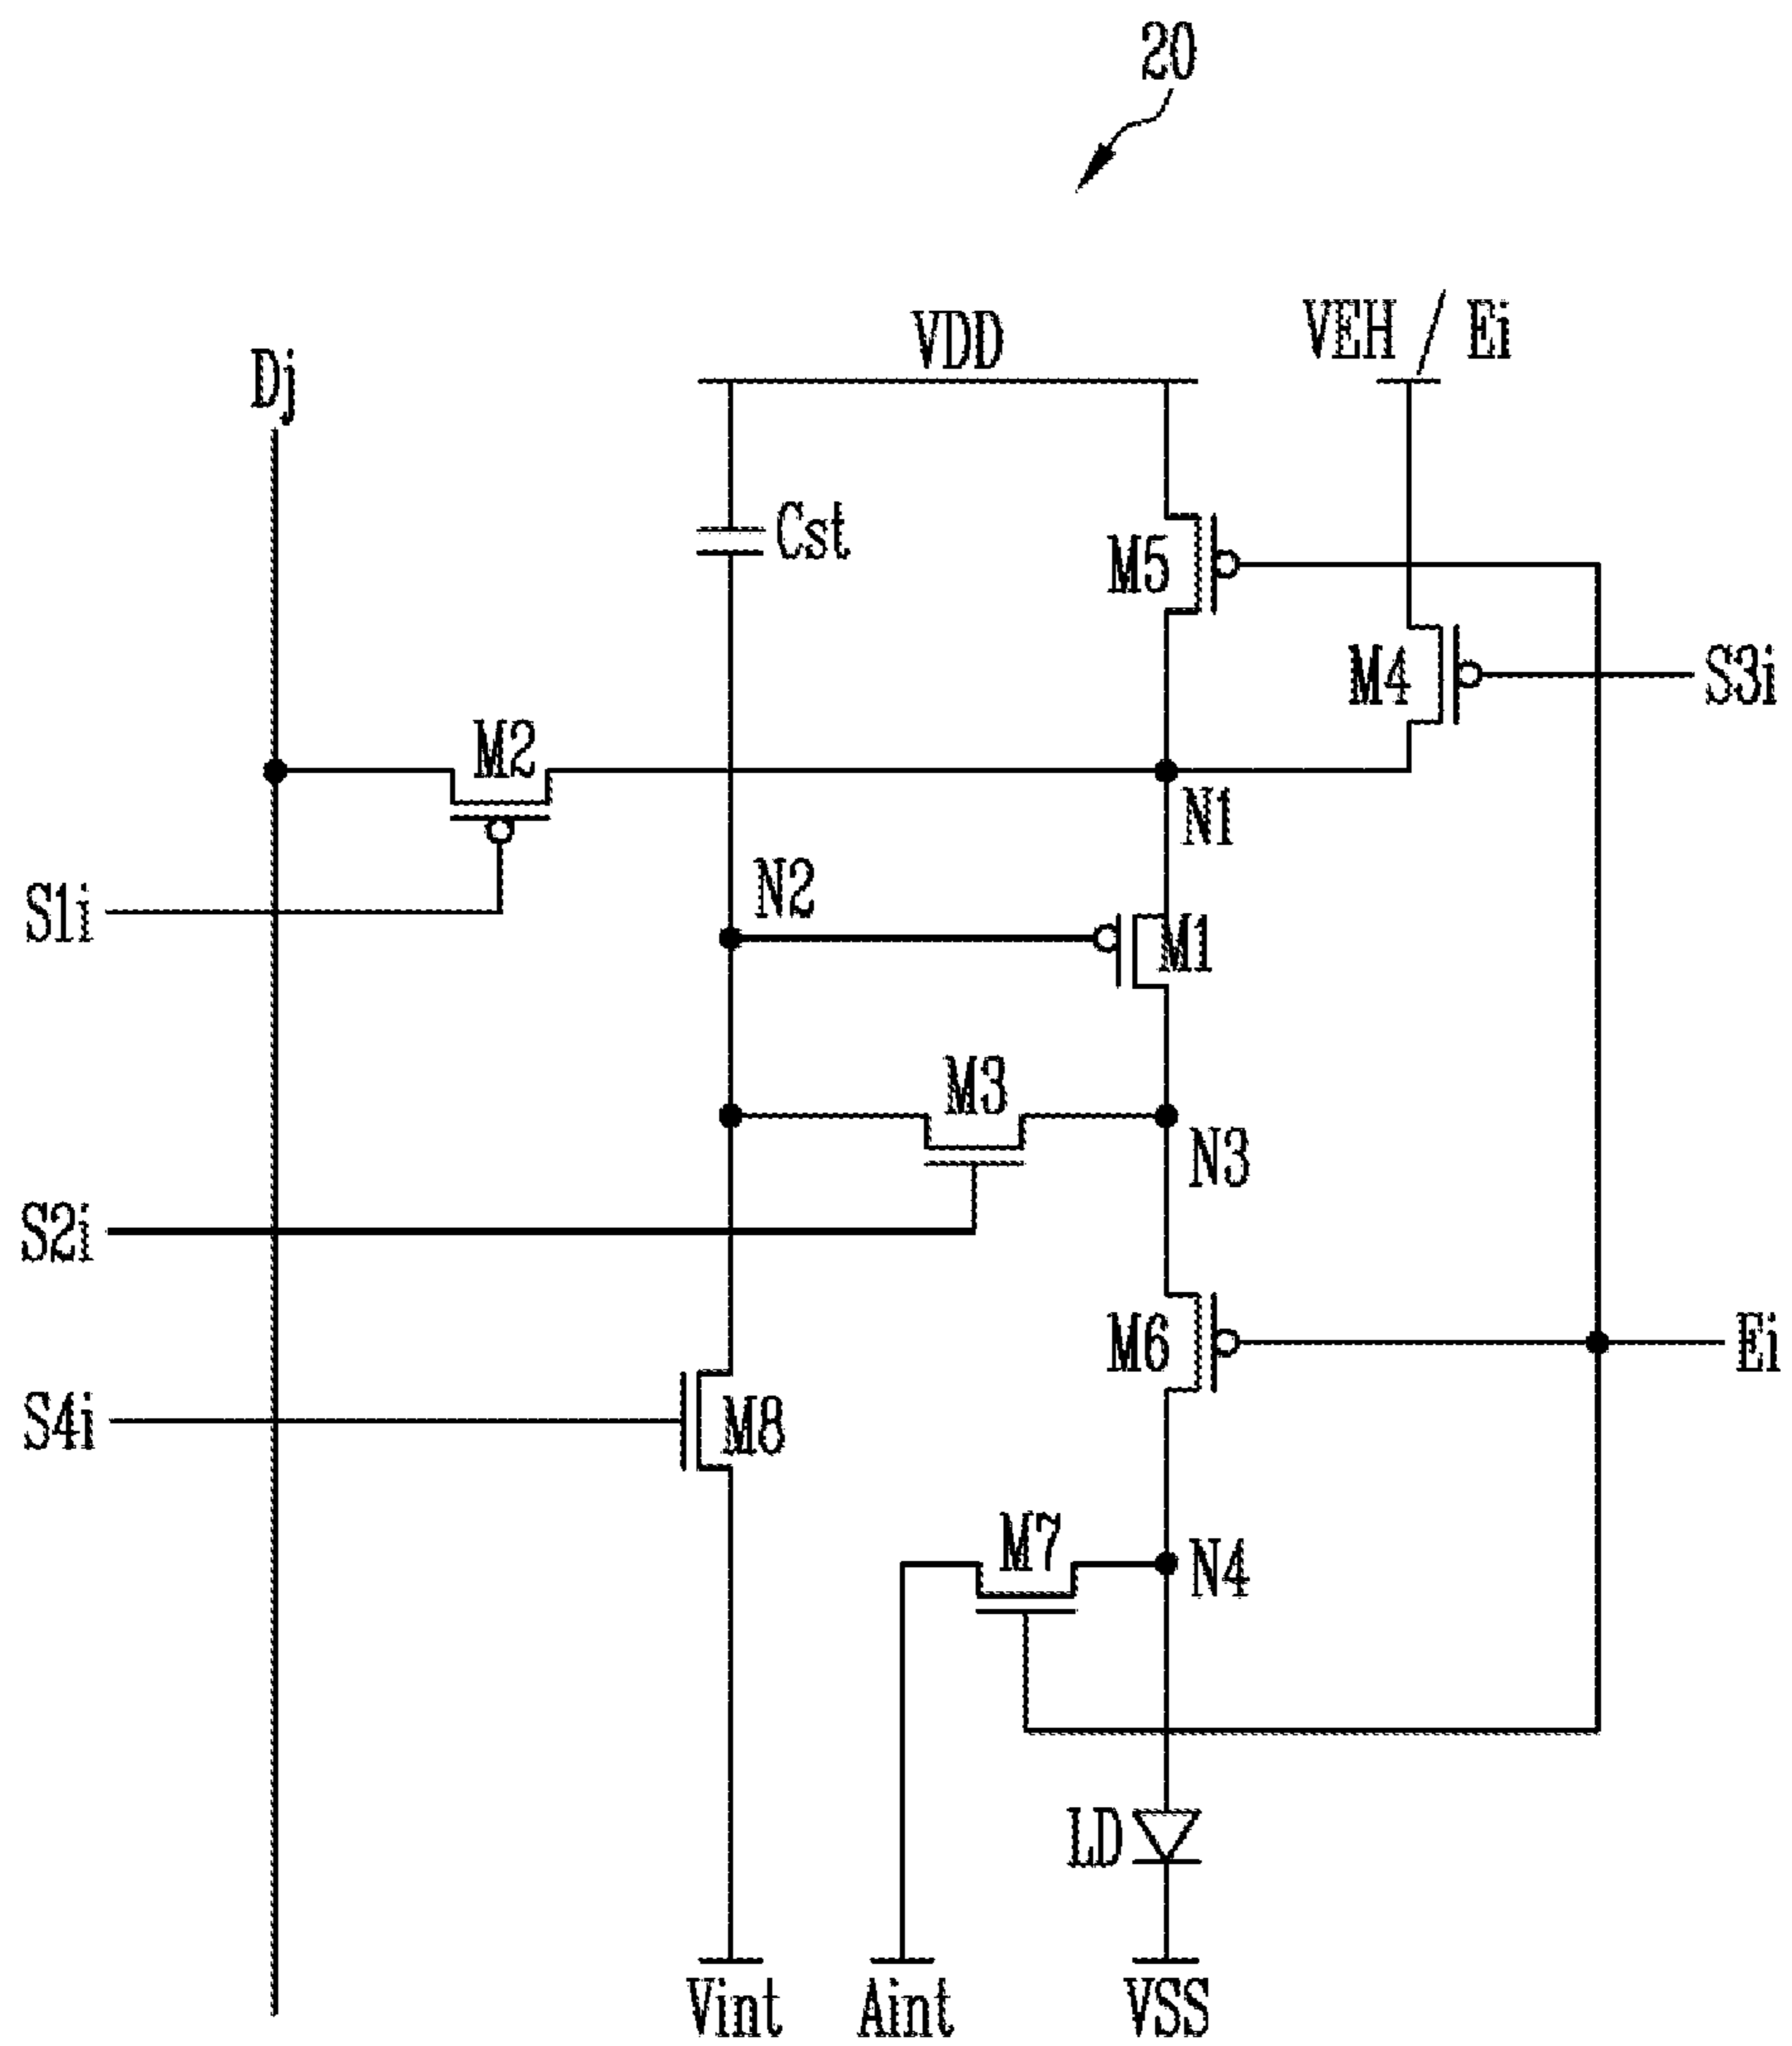 20
VEH / Ei
VDD
Dj
Cst
M5
M4
S3i
M2
N1
N2
S1i
M1
M3
N3
S2i
M6
Ei
S4i
M8
M7
N4
LD
Vint
Aint
VSS